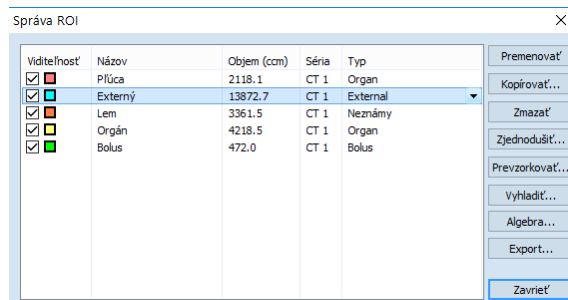 Správa ROI
Viditeľnosť Názov Objem (ccm) Séria Typ
Pľúca 2118.1 CT 1 Organ
Externý 13872.7 CT 1 External
Lem 3361.5 CT 1 Neznámy
Orgán 4218.5 CT 1 Organ
Bolus 472.0 CT 1 Bolus
Premenovať
Kopírovať...
Zmazať
Zjednodušiť...
Prevzorkovať...
Vyhladiť...
Algebra...
Export...
Zavrieť